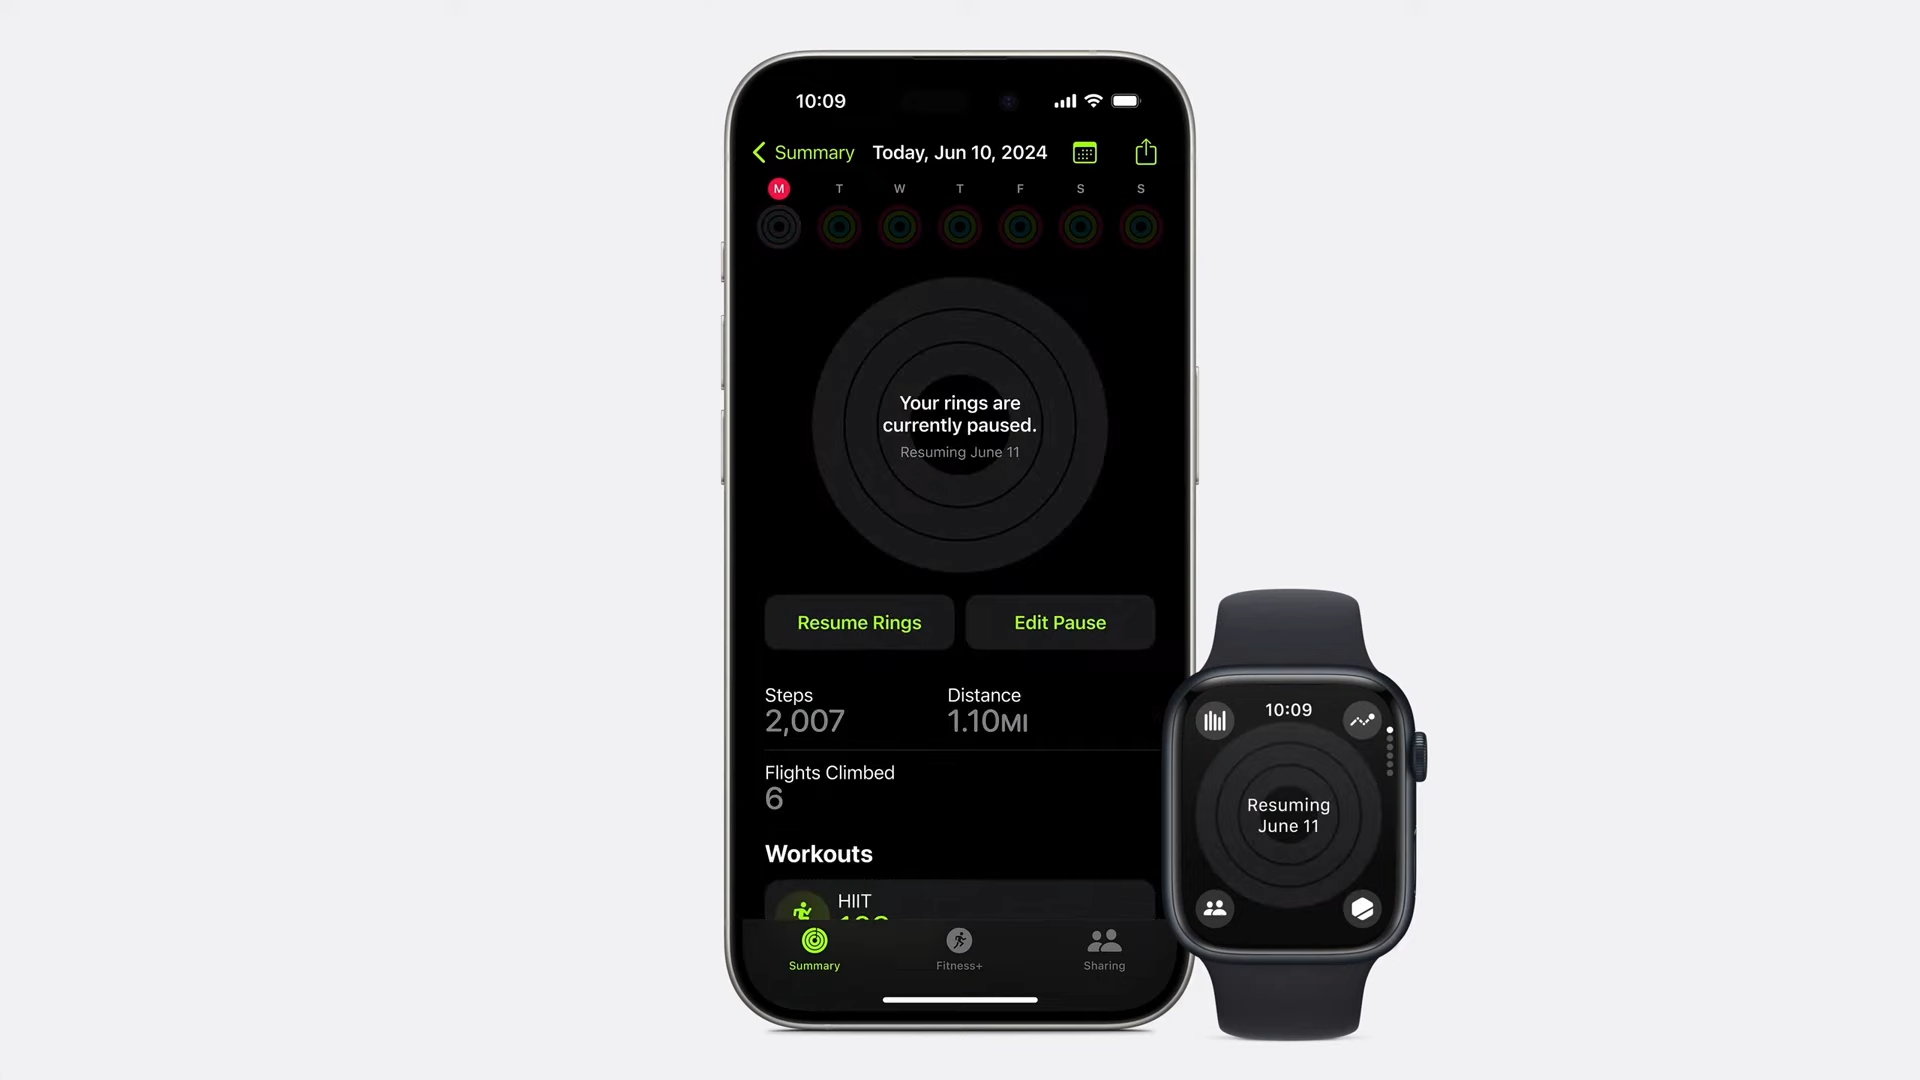 10:09
Summary Today, Jun 10, 2024
M T W T F S S
Your rings are
currently paused.
Resuming June 11
Resume Rings Edit Pause
Steps Distance
2,007 1.10MI
Flights Climbed
6
Workouts
HIIT
Summary Fitness+ Sharing
10:09
Resuming
June 11